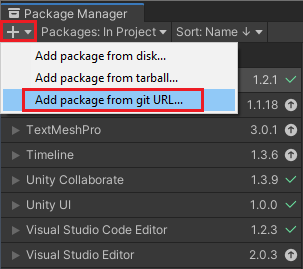 Package Manager
+ Packages: In Project Sort: Name ↓
Add package from disk...
Add package from tarball...
Add package from git URL...
1.2.1
1.1.18
TextMeshPro 3.0.1
Timeline 1.3.6
Unity Collaborate 1.3.9
Unity UI 1.0.0
Visual Studio Code Editor 1.2.3
Visual Studio Editor 2.0.3